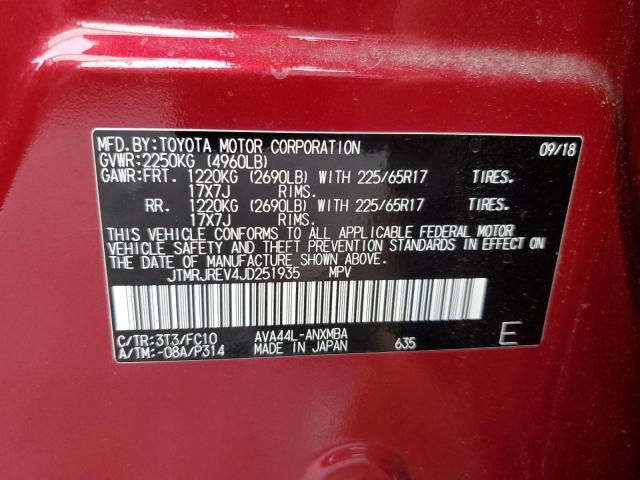 MFD.BY:TOYOTA MOTOR CORPORATION 09/18
GVWR:2250KG (4960LB)
GAWR:FRT. 1220KG (2690LB) WITH 225/65R17 TIRES.
17X7J RIMS.
RR. 1220KG (2690LB) WITH 225/65R17 TIRES.
17X7J RIMS.
THIS VEHICLE CONFORMS TO ALL APPLICABLE FEDERAL MOTOR
VEHICLE SAFETY AND THEFT PREVENTION STANDARDS IN EFFECT ON
THE DATE OF MANUFACTURE SHOWN ABOVE.
JTMRJREV4JD251935 MPV
C/TR:3T3/FC10 AVA44L-ANXMBA
A/TM:-08A/P314 MADE IN JAPAN 635 E